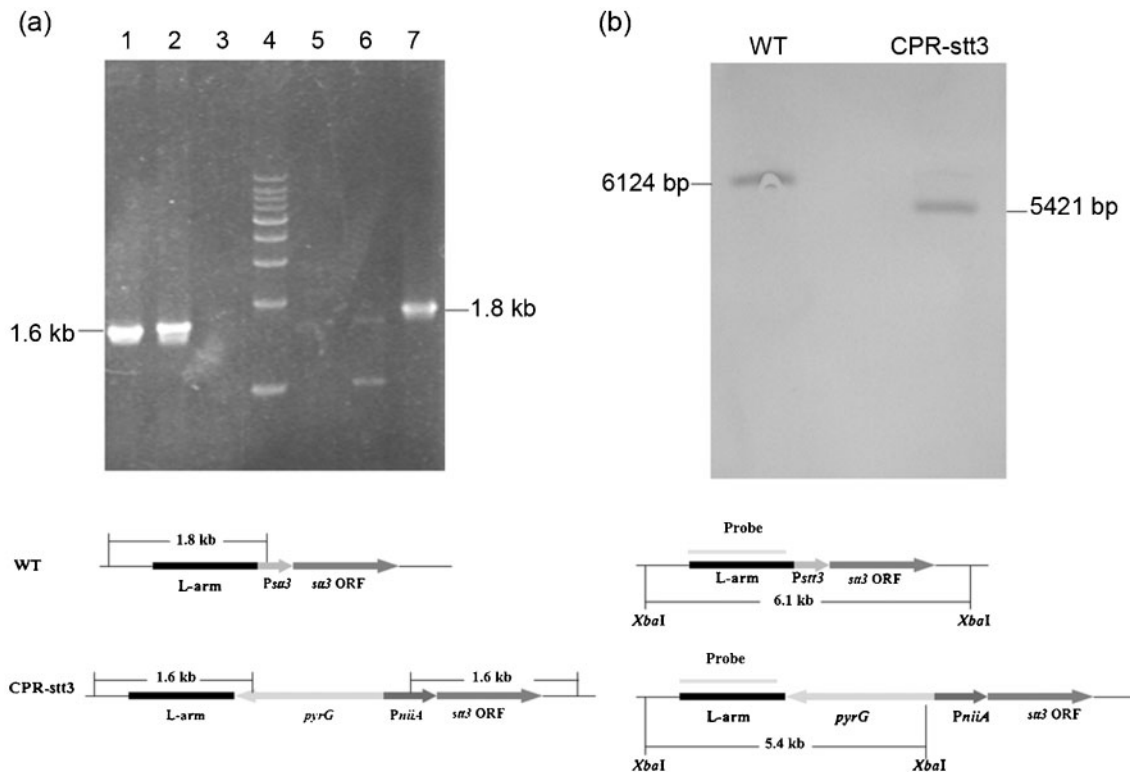 (a)
1 2 3 4 5 6 7
1.6 kb
1.8 kb
WT
1.8 kb
L-arm
Pstt3
stt3 ORF
CPR-stt3
1.6 kb
1.6 kb
L-arm
pyrG
PniiA
stt3 ORF
(b)
WT CPR-stt3
6124 bp
5421 bp
Probe
L-arm
Pstt3
stt3 ORF
6.1 kb
XbaI
XbaI
Probe
L-arm
pyrG
PniiA
stt3 ORF
5.4 kb
XbaI
XbaI